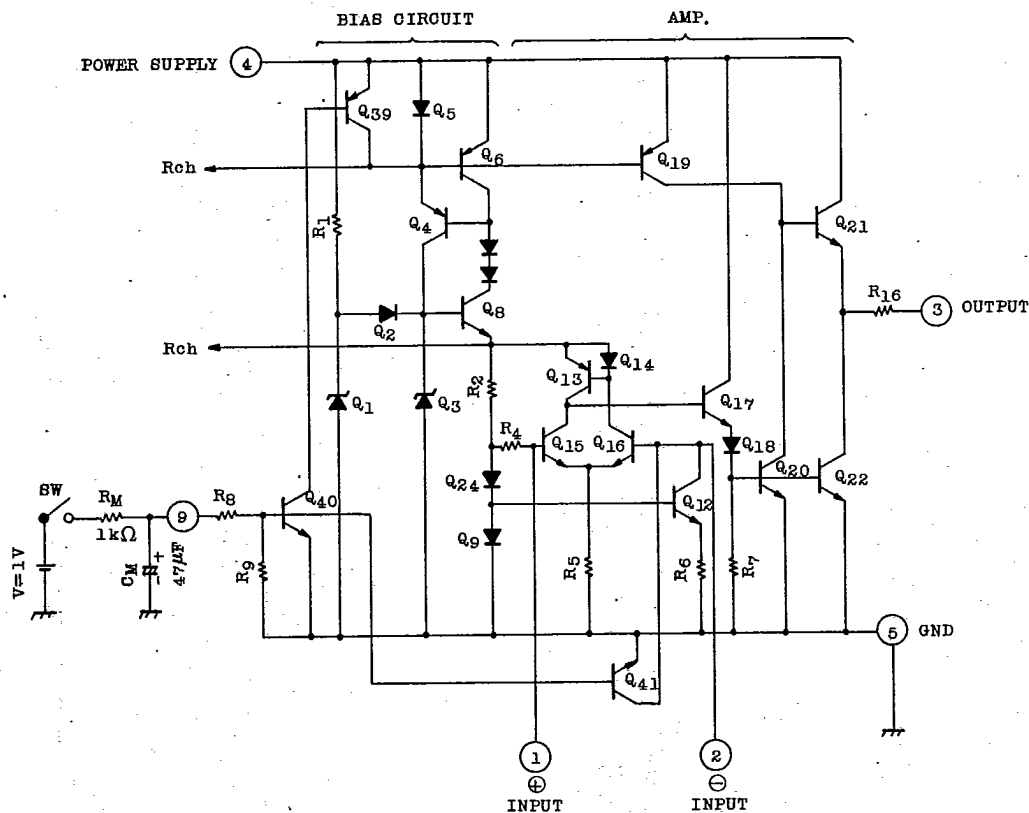 BIAS CIRCUIT
AMP.
POWER SUPPLY 4
Q39
Q5
Q6
Q19
Rch
R1
Q4
Q21
Q8
R16
3 OUTPUT
Q2
Rch
Q14
Q13
R2
Q17
Q1
Q3
R4
Q15
Q16
Q18
Q24
Q20
Q22
SW
RM
1kΩ
9
R8
Q40
Q12
Q9
V=1V
CM
- +
47μF
R9
R5
R6
R7
5 GND
Q41
1
⊕
INPUT
2
⊖
INPUT